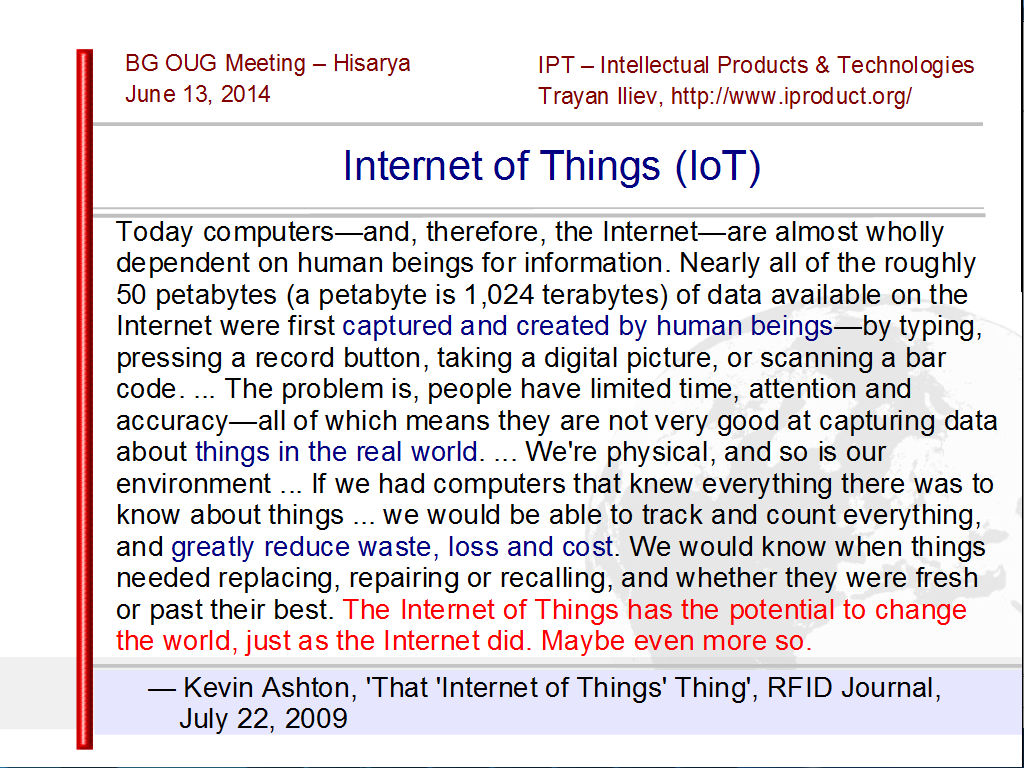 BG OUG Meeting – Hisarya
June 13, 2014
IPT – Intellectual Products & Technologies
Trayan Iliev, http://www.iproduct.org/
Internet of Things (IoT)
Today computers—and, therefore, the Internet—are almost wholly
dependent on human beings for information. Nearly all of the roughly
50 petabytes (a petabyte is 1,024 terabytes) of data available on the
Internet were first captured and created by human beings—by typing,
pressing a record button, taking a digital picture, or scanning a bar
code. ... The problem is, people have limited time, attention and
accuracy—all of which means they are not very good at capturing data
about things in the real world. ... We're physical, and so is our
environment ... If we had computers that knew everything there was to
know about things ... we would be able to track and count everything,
and greatly reduce waste, loss and cost. We would know when things
needed replacing, repairing or recalling, and whether they were fresh
or past their best. The Internet of Things has the potential to change
the world, just as the Internet did. Maybe even more so.
— Kevin Ashton, 'That 'Internet of Things' Thing', RFID Journal,
July 22, 2009